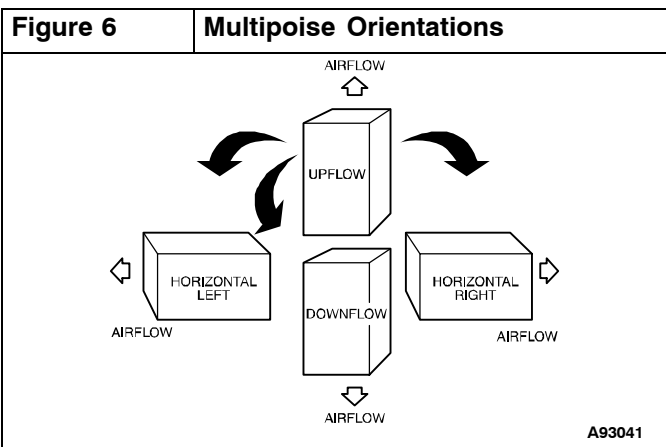 Figure 6
Multipoise Orientations
AIRFLOW
UPFLOW
HORIZONTAL
LEFT
AIRFLOW
DOWNFLOW
HORIZONTAL
RIGHT
AIRFLOW
AIRFLOW
A93041